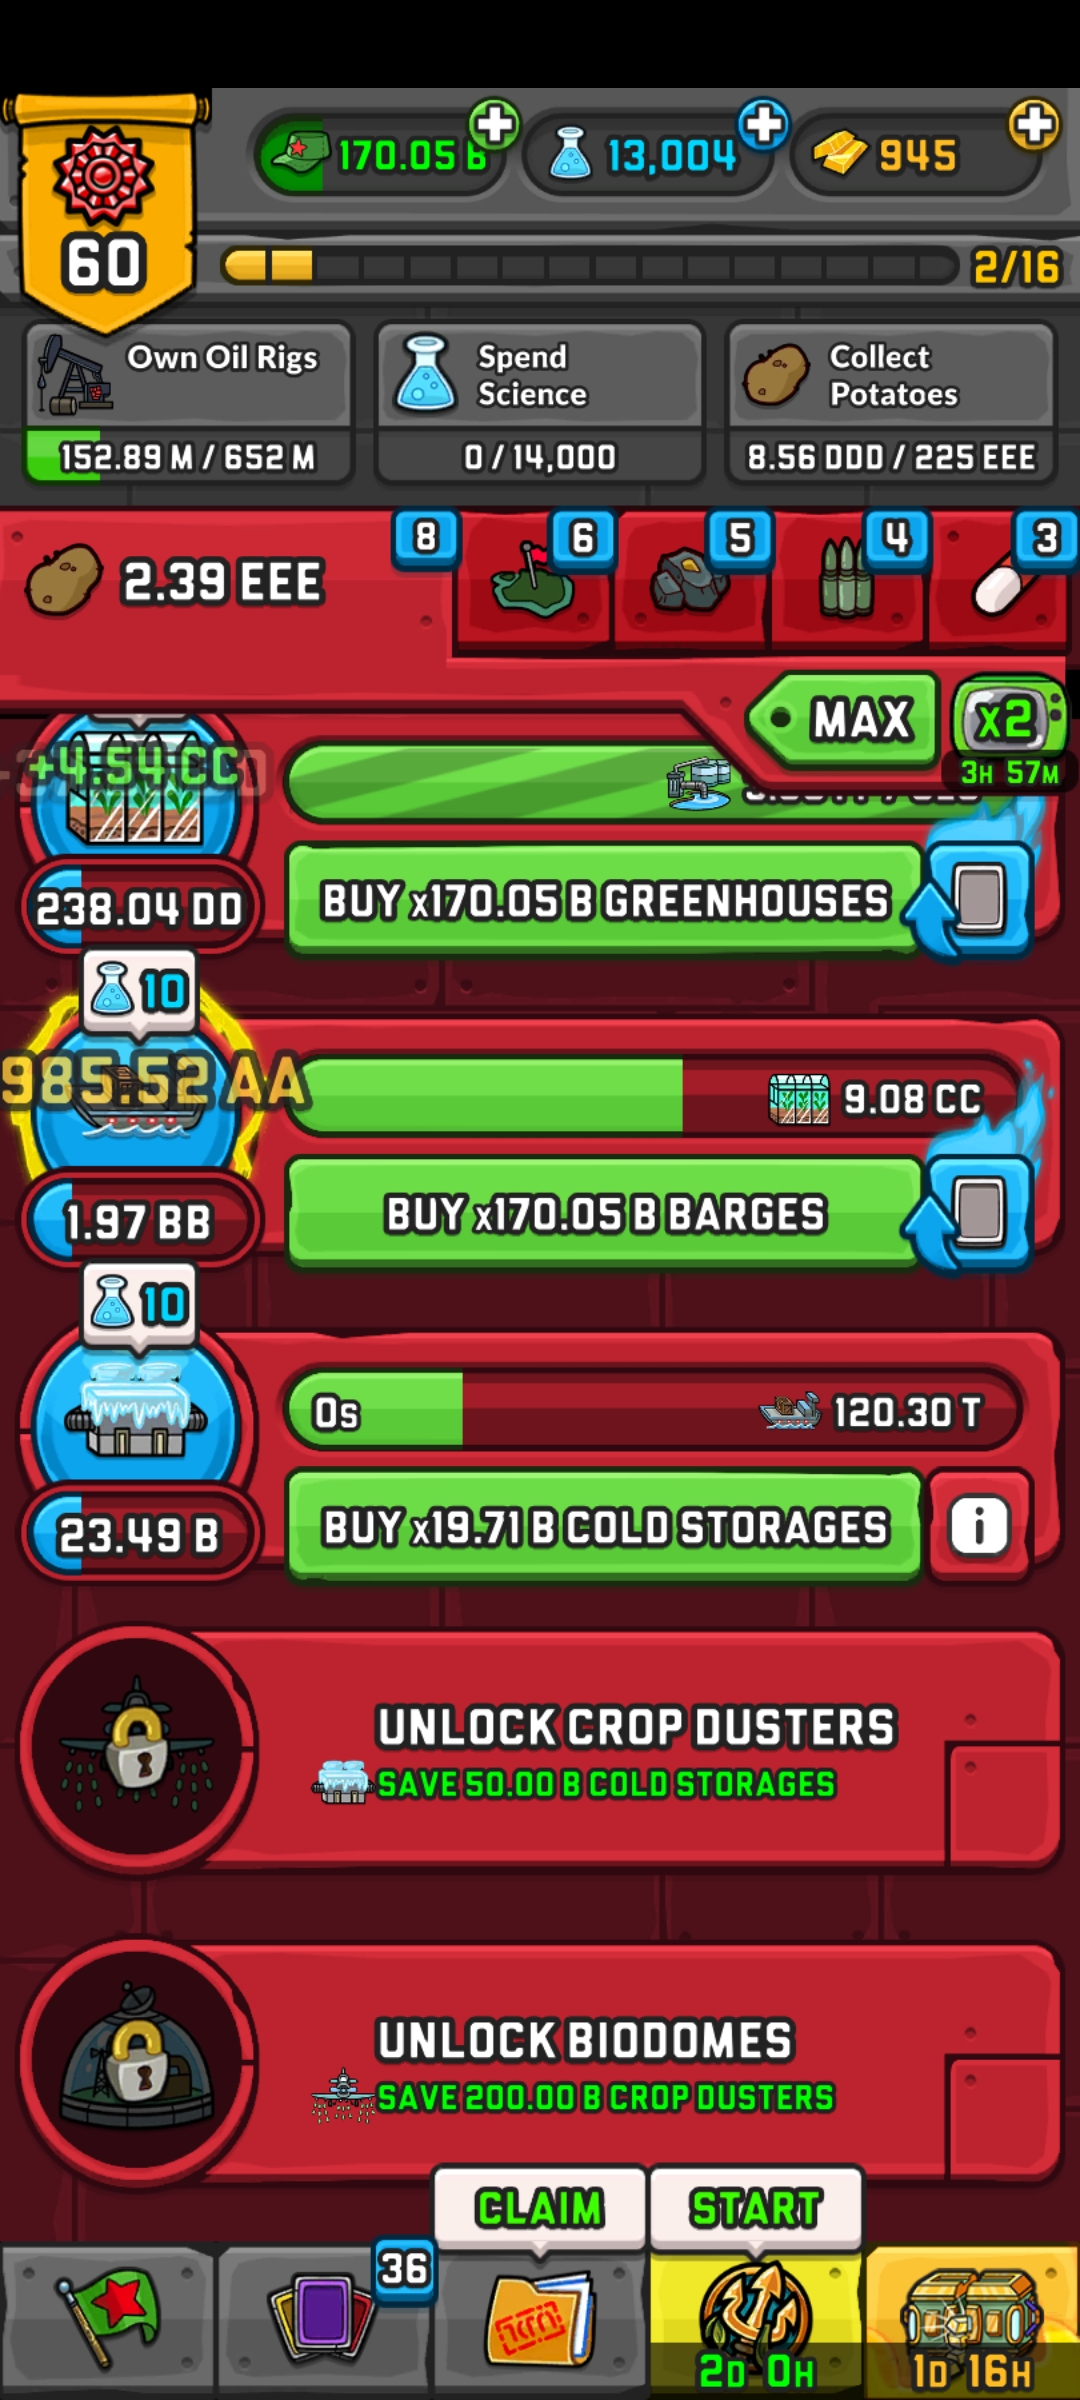 170.05 B
13,004
945
60
2/16
Own Oil Rigs
152.89 M / 652 M
Spend
Science
0 / 14,000
Collect
Potatoes
8.56 DDD / 225 EEE
2.39 EEE
8
6
5
4
3
MAX
x2
3H 57M
+4.54 CC
238.04 DD
BUY x170.05 B GREENHOUSES
10
985.52 AA
9.08 CC
1.97 BB
BUY x170.05 B BARGES
10
0s
120.30 T
23.49 B
BUY x19.71 B COLD STORAGES
i
UNLOCK CROP DUSTERS
SAVE 50.00 B COLD STORAGES
UNLOCK BIODOMES
SAVE 200.00 B CROP DUSTERS
CLAIM
START
36
2D 0H
1D 16H